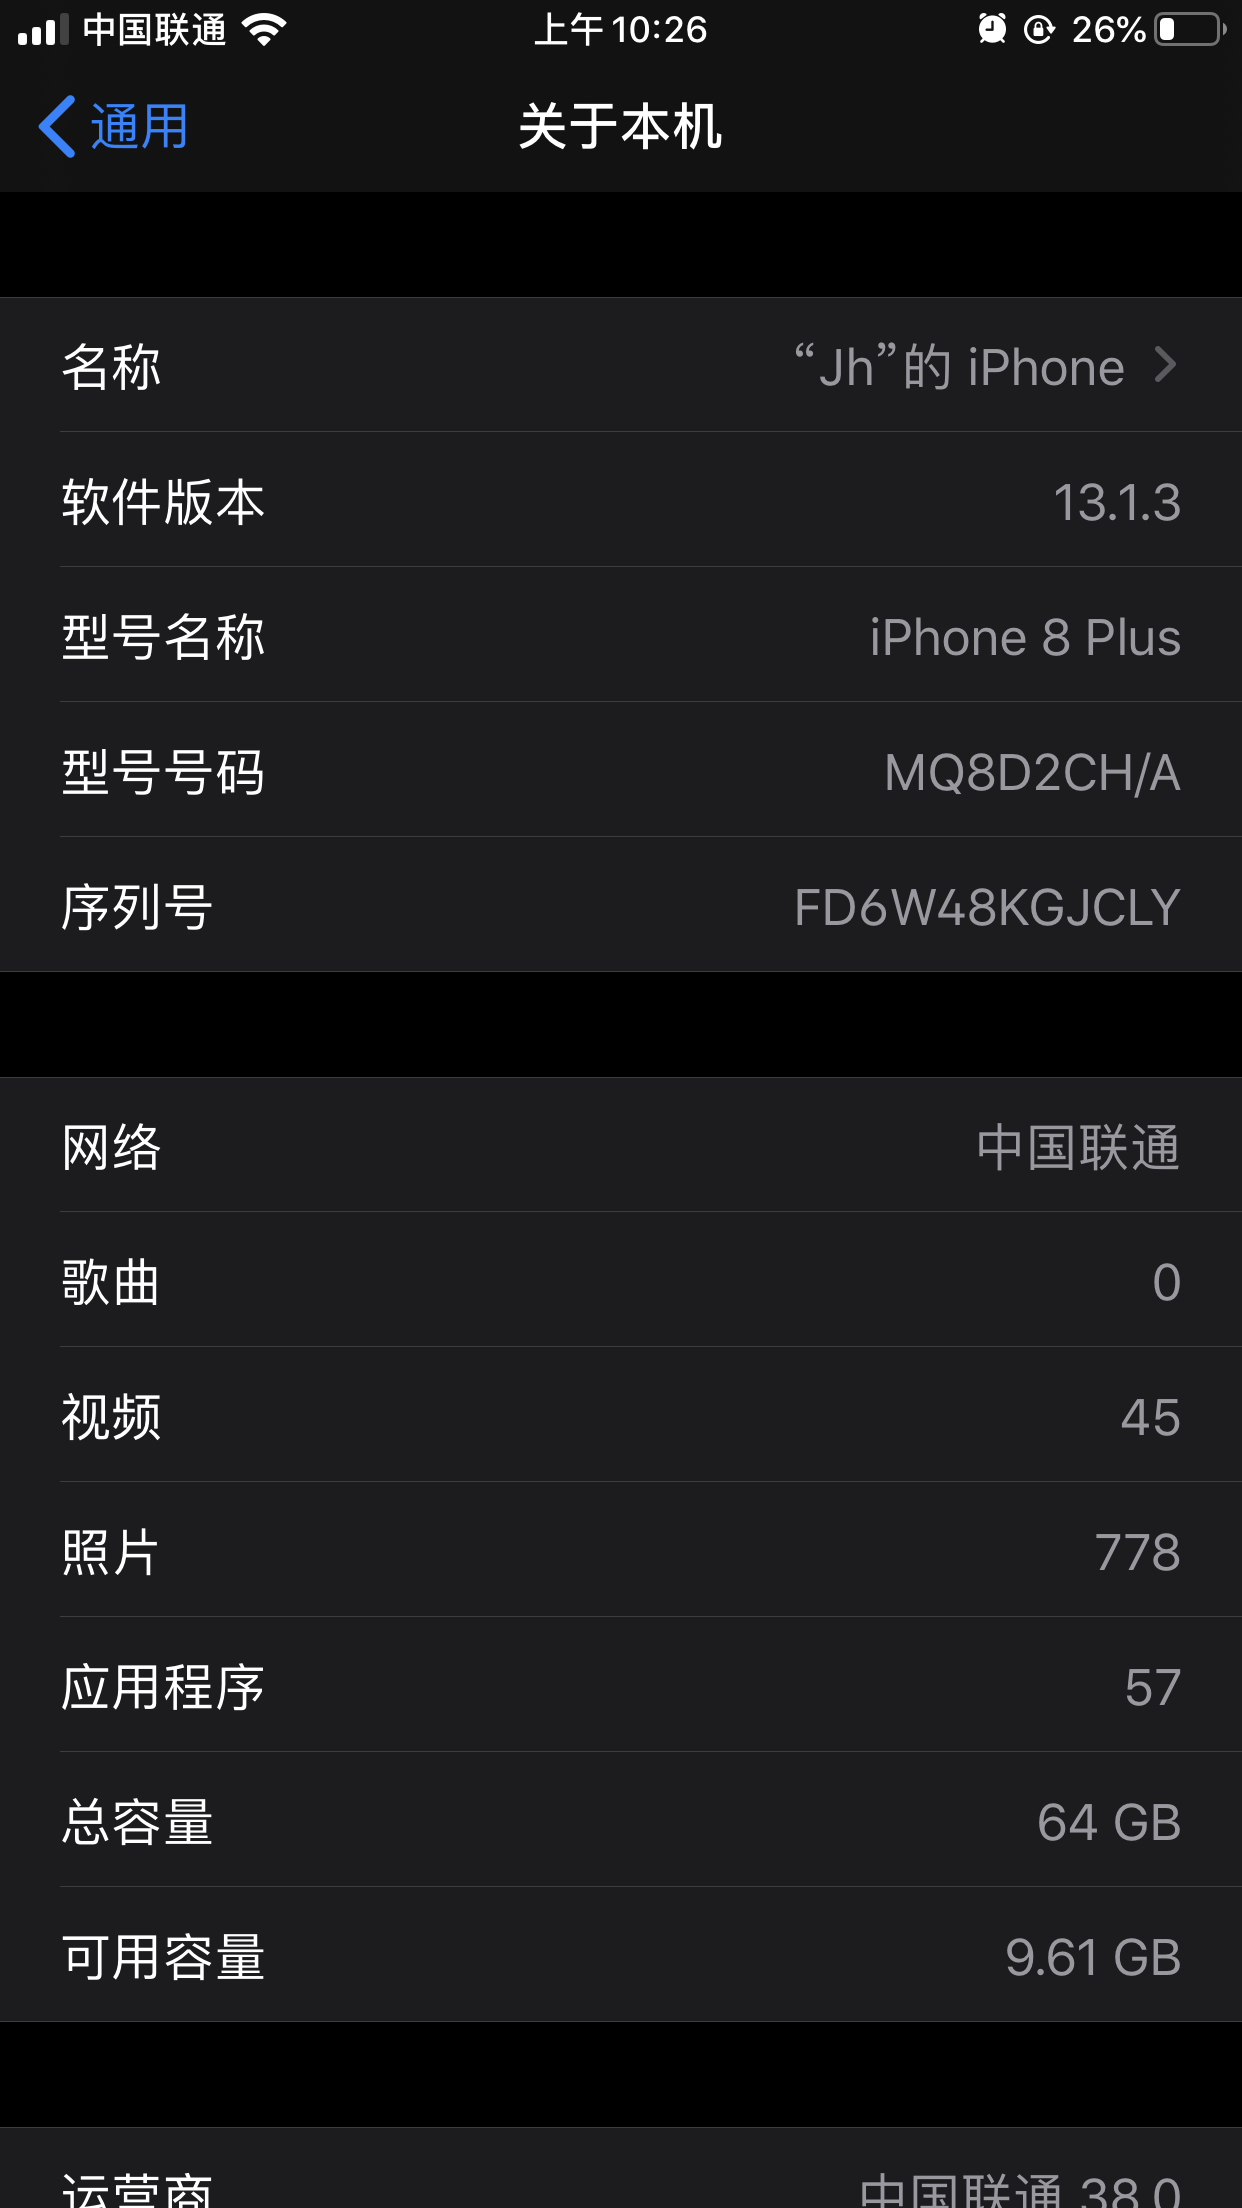 中国联通 上午10:26 26%
通用 关于本机
名称 “Jh”的 iPhone
软件版本 13.1.3
型号名称 iPhone 8 Plus
型号号码 MQ8D2CH/A
序列号 FD6W48KGJCLY
网络 中国联通
歌曲 0
视频 45
照片 778
应用程序 57
总容量 64 GB
可用容量 9.61 GB
运营商 中国联通 38.0